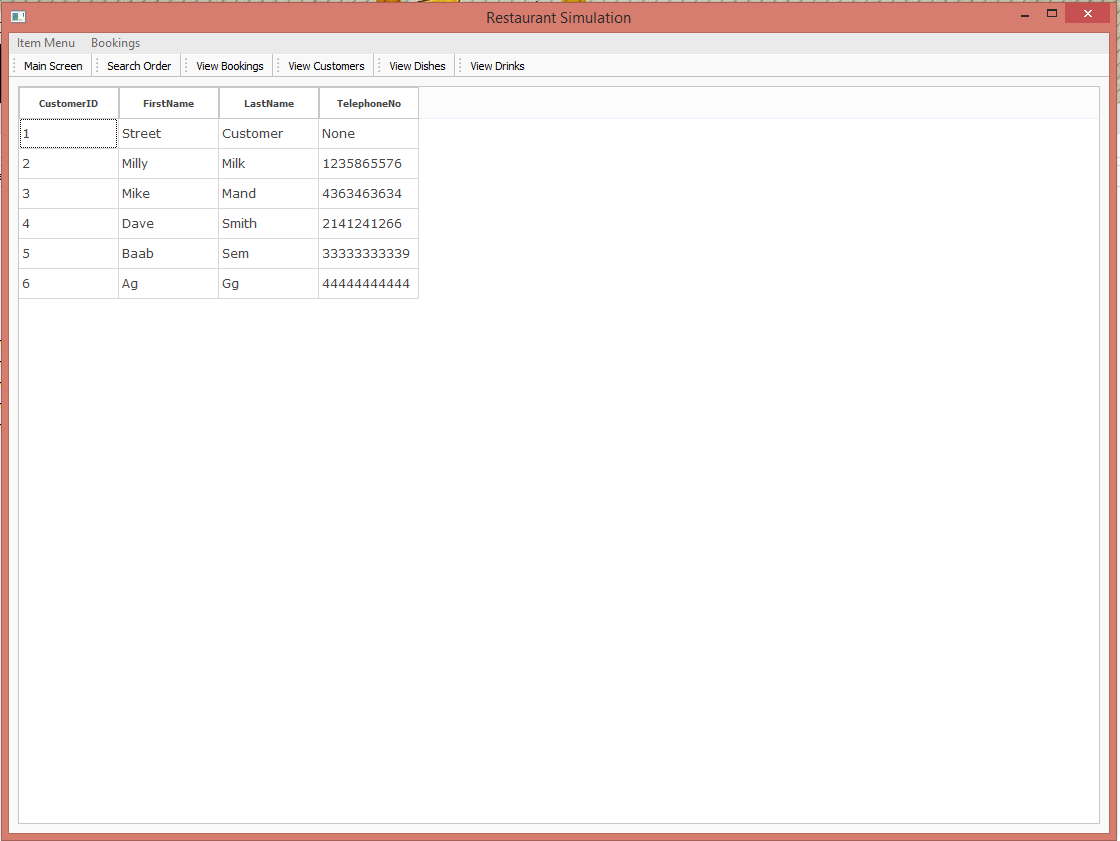 Restaurant Simulation
Item Menu Bookings
Main Screen Search Order View Bookings View Customers View Dishes View Drinks
CustomerID FirstName LastName TelephoneNo
1 Street Customer None
2 Milly Milk 1235865576
3 Mike Mand 4363463634
4 Dave Smith 2141241266
5 Baab Sem 33333333339
6 Ag Gg 44444444444